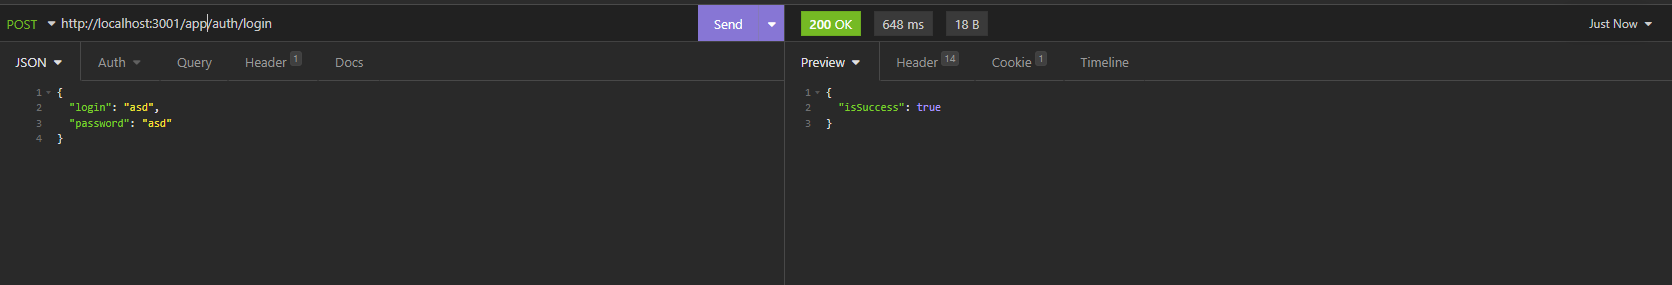 POST http://localhost:3001/app/auth/login Send 200 OK 648 ms 18 B Just Now
JSON Auth Query Header 1 Docs Preview Header 14 Cookie 1 Timeline
1 {
2 "login": "asd",
3 "password": "asd"
4 }
1 {
2 "isSuccess": true
3 }